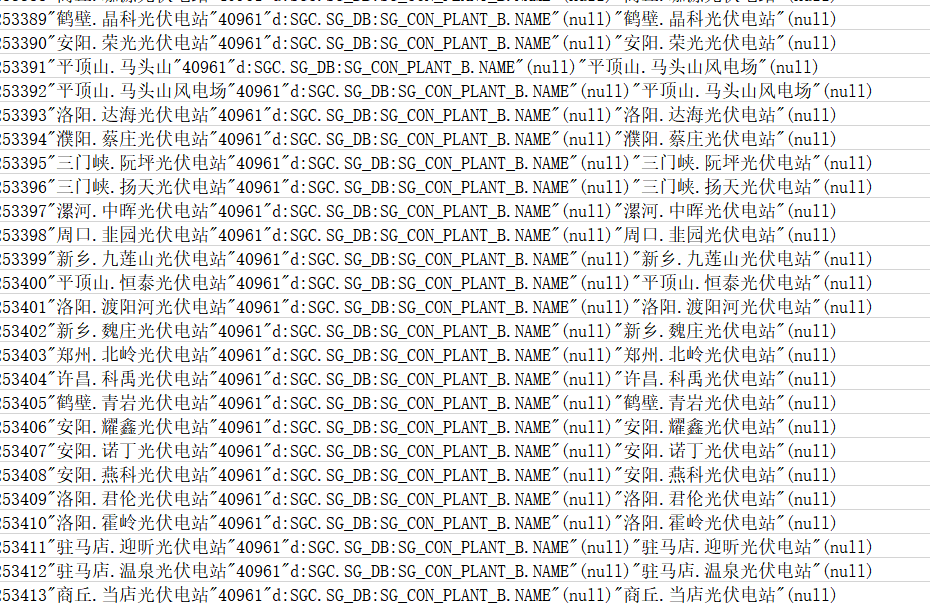 253389"鹤壁.晶科光伏电站"40961"d:SGC.SG_DB:SG_CON_PLANT_B.NAME"(null)"鹤壁.晶科光伏电站"(null)
253390"安阳.荣光光伏电站"40961"d:SGC.SG_DB:SG_CON_PLANT_B.NAME"(null)"安阳.荣光光伏电站"(null)
253391"平顶山.马头山"40961"d:SGC.SG_DB:SG_CON_PLANT_B.NAME"(null)"平顶山.马头山风电场"(null)
253392"平顶山.马头山风电场"40961"d:SGC.SG_DB:SG_CON_PLANT_B.NAME"(null)"平顶山.马头山风电场"(null)
253393"洛阳.达海光伏电站"40961"d:SGC.SG_DB:SG_CON_PLANT_B.NAME"(null)"洛阳.达海光伏电站"(null)
253394"濮阳.蔡庄光伏电站"40961"d:SGC.SG_DB:SG_CON_PLANT_B.NAME"(null)"濮阳.蔡庄光伏电站"(null)
253395"三门峡.阮坪光伏电站"40961"d:SGC.SG_DB:SG_CON_PLANT_B.NAME"(null)"三门峡.阮坪光伏电站"(null)
253396"三门峡.扬天光伏电站"40961"d:SGC.SG_DB:SG_CON_PLANT_B.NAME"(null)"三门峡.扬天光伏电站"(null)
253397"漯河.中晖光伏电站"40961"d:SGC.SG_DB:SG_CON_PLANT_B.NAME"(null)"漯河.中晖光伏电站"(null)
253398"周口.韭园光伏电站"40961"d:SGC.SG_DB:SG_CON_PLANT_B.NAME"(null)"周口.韭园光伏电站"(null)
253399"新乡.九莲山光伏电站"40961"d:SGC.SG_DB:SG_CON_PLANT_B.NAME"(null)"新乡.九莲山光伏电站"(null)
253400"平顶山.恒泰光伏电站"40961"d:SGC.SG_DB:SG_CON_PLANT_B.NAME"(null)"平顶山.恒泰光伏电站"(null)
253401"洛阳.渡阳河光伏电站"40961"d:SGC.SG_DB:SG_CON_PLANT_B.NAME"(null)"洛阳.渡阳河光伏电站"(null)
253402"新乡.魏庄光伏电站"40961"d:SGC.SG_DB:SG_CON_PLANT_B.NAME"(null)"新乡.魏庄光伏电站"(null)
253403"郑州.北岭光伏电站"40961"d:SGC.SG_DB:SG_CON_PLANT_B.NAME"(null)"郑州.北岭光伏电站"(null)
253404"许昌.科禹光伏电站"40961"d:SGC.SG_DB:SG_CON_PLANT_B.NAME"(null)"许昌.科禹光伏电站"(null)
253405"鹤壁.青岩光伏电站"40961"d:SGC.SG_DB:SG_CON_PLANT_B.NAME"(null)"鹤壁.青岩光伏电站"(null)
253406"安阳.耀鑫光伏电站"40961"d:SGC.SG_DB:SG_CON_PLANT_B.NAME"(null)"安阳.耀鑫光伏电站"(null)
253407"安阳.诺丁光伏电站"40961"d:SGC.SG_DB:SG_CON_PLANT_B.NAME"(null)"安阳.诺丁光伏电站"(null)
253408"安阳.燕科光伏电站"40961"d:SGC.SG_DB:SG_CON_PLANT_B.NAME"(null)"安阳.燕科光伏电站"(null)
253409"洛阳.君伦光伏电站"40961"d:SGC.SG_DB:SG_CON_PLANT_B.NAME"(null)"洛阳.君伦光伏电站"(null)
253410"洛阳.霍岭光伏电站"40961"d:SGC.SG_DB:SG_CON_PLANT_B.NAME"(null)"洛阳.霍岭光伏电站"(null)
253411"驻马店.迎昕光伏电站"40961"d:SGC.SG_DB:SG_CON_PLANT_B.NAME"(null)"驻马店.迎昕光伏电站"(null)
253412"驻马店.温泉光伏电站"40961"d:SGC.SG_DB:SG_CON_PLANT_B.NAME"(null)"驻马店.温泉光伏电站"(null)
253413"商丘.当店光伏电站"40961"d:SGC.SG_DB:SG_CON_PLANT_B.NAME"(null)"商丘.当店光伏电站"(null)